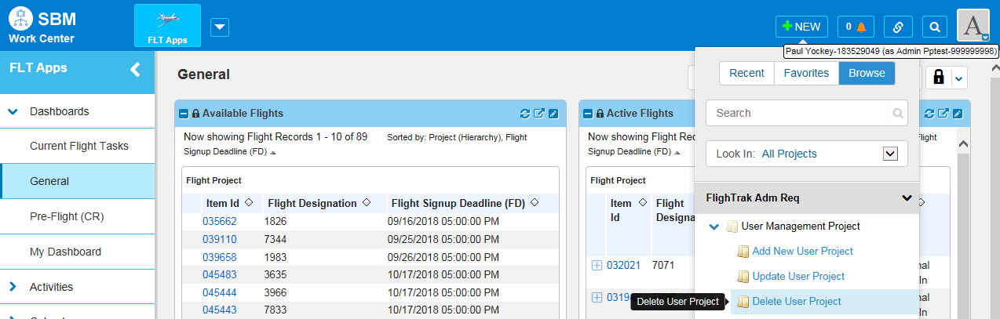 SBM
Work Center
FLT Apps
NEW
0
A
Paul Yockey-183529049 (as Admin Pptest-999999998)
FLT Apps
Dashboards
Current Flight Tasks
General
Pre-Flight (CR)
My Dashboard
Activities
General
Available Flights
Now showing Flight Records 1 - 10 of 89 Sorted by: Project (Hierarchy), Flight
Signup Deadline (FD)
Flight Project
Item Id Flight Designation Flight Signup Deadline (FD)
035662 1826 09/16/2018 05:00:00 PM
039110 7344 09/25/2018 05:00:00 PM
039658 1983 09/26/2018 05:00:00 PM
045483 3635 10/17/2018 05:00:00 PM
045444 3966 10/17/2018 05:00:00 PM
045443 7833 10/17/2018 05:00:00 PM
Active Flights
Now showing Flight Rec
Signup Deadline (FD)
Flight Project
Item
Id
Flight
Designa
032021 7071
0319
Recent Favorites Browse
Search
Look In: All Projects
FlighTrak Adm Req
User Management Project
Add New User Project
Update User Project
Delete User Project
Delete User Project
light
nal
In
nal
In